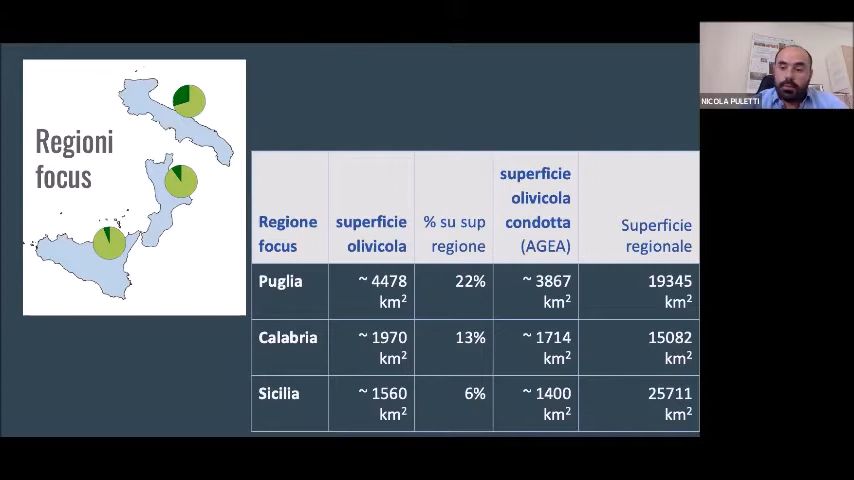 NICOLA PULETTI
Regioni
focus
Regione
focus
superficie
olivicola
% su sup
regione
superficie
olivicola
condotta
(AGEA)
Superficie
regionale
Puglia
~ 4478
km²
22%
~ 3867
km²
19345
km²
Calabria
~ 1970
km²
13%
~ 1714
km²
15082
km²
Sicilia
~ 1560
km²
6%
~ 1400
km²
25711
km²